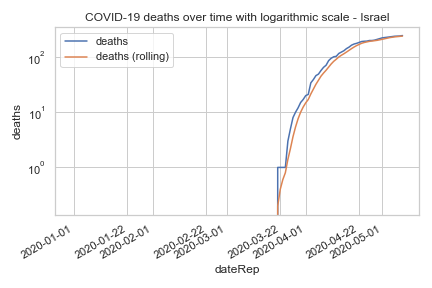 COVID-19 deaths over time with logarithmic scale - Israel
deaths
deaths (rolling)
10²
10¹
10⁰
deaths
2020-01-01
2020-01-22
2020-02-01
2020-02-22
2020-03-01
2020-03-22
2020-04-01
2020-04-22
2020-05-01
dateRep